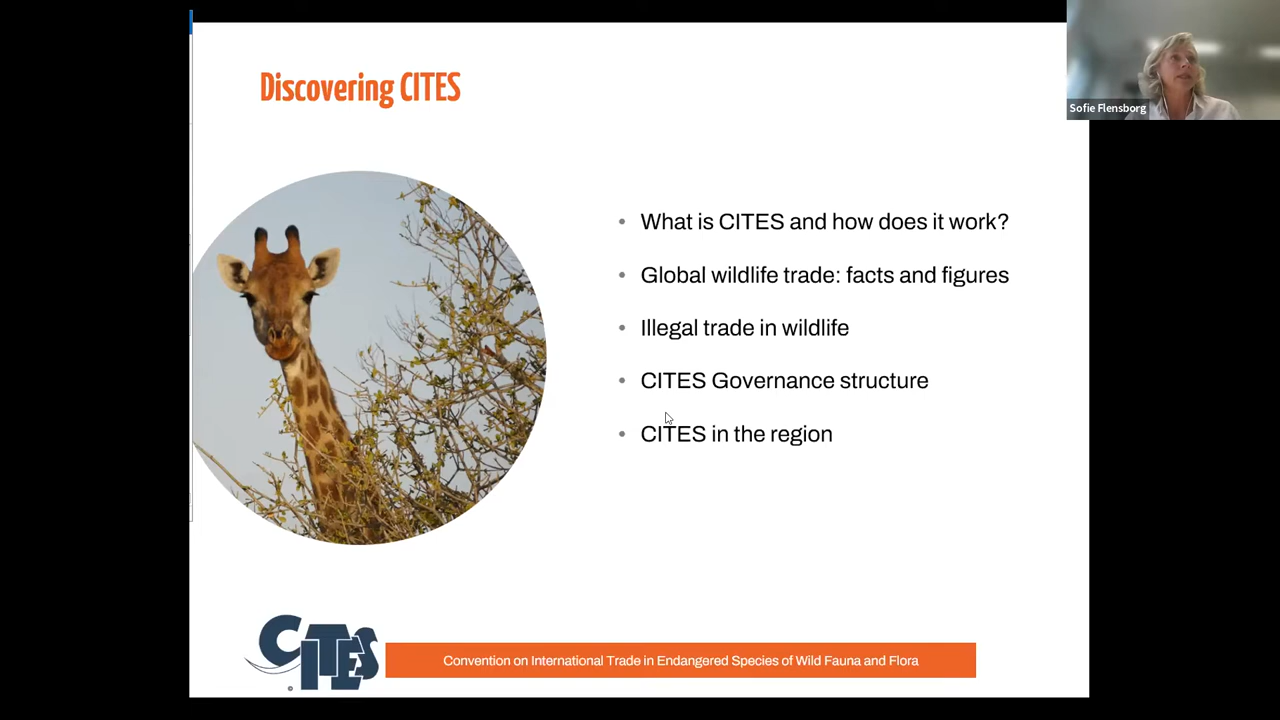 Discovering CITES
Sofie Flensborg
What is CITES and how does it work?
Global wildlife trade: facts and figures
Illegal trade in wildlife
CITES Governance structure
CITES in the region
CITES
©
Convention on International Trade in Endangered Species of Wild Fauna and Flora